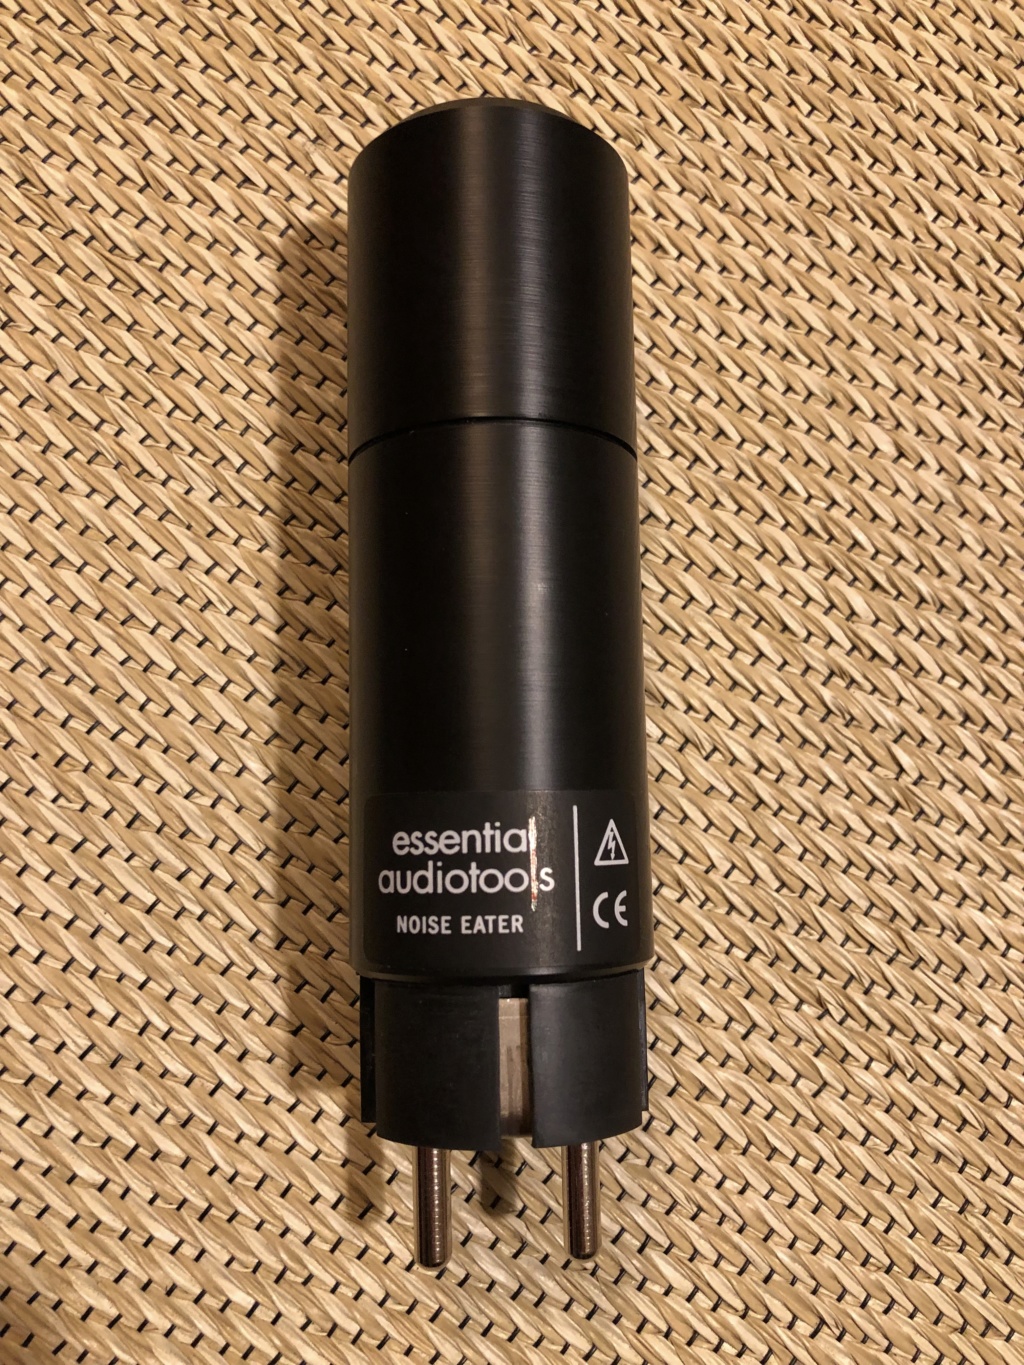 essential
audiotools
NOISE EATER
CE